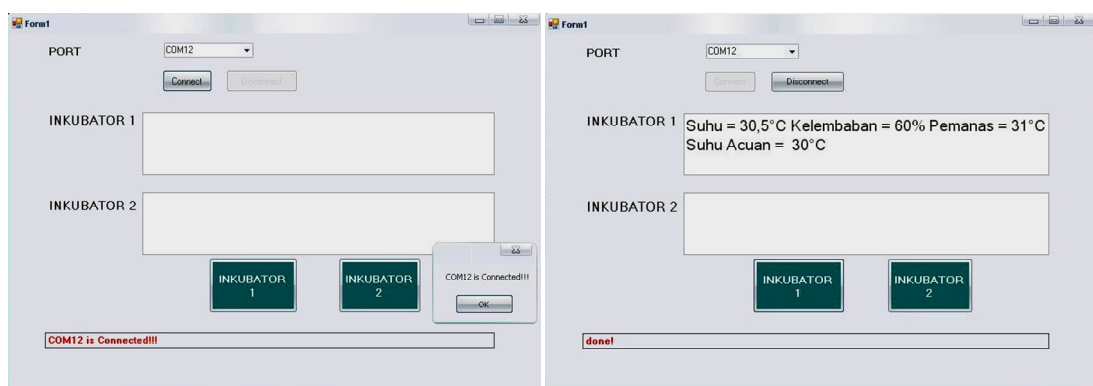 Form1
PORT
COM12
Connect
Disconnect
INKUBATOR 1
INKUBATOR 2
COM12 is Connected!!!
OK
INKUBATOR
1
INKUBATOR
2
COM12 is Connected!!!
Form1
PORT
COM12
Connect
Disconnect
INKUBATOR 1
Suhu = 30,5°C Kelembaban = 60% Pemanas = 31°C
Suhu Acuan = 30°C
INKUBATOR 2
INKUBATOR
1
INKUBATOR
2
done!